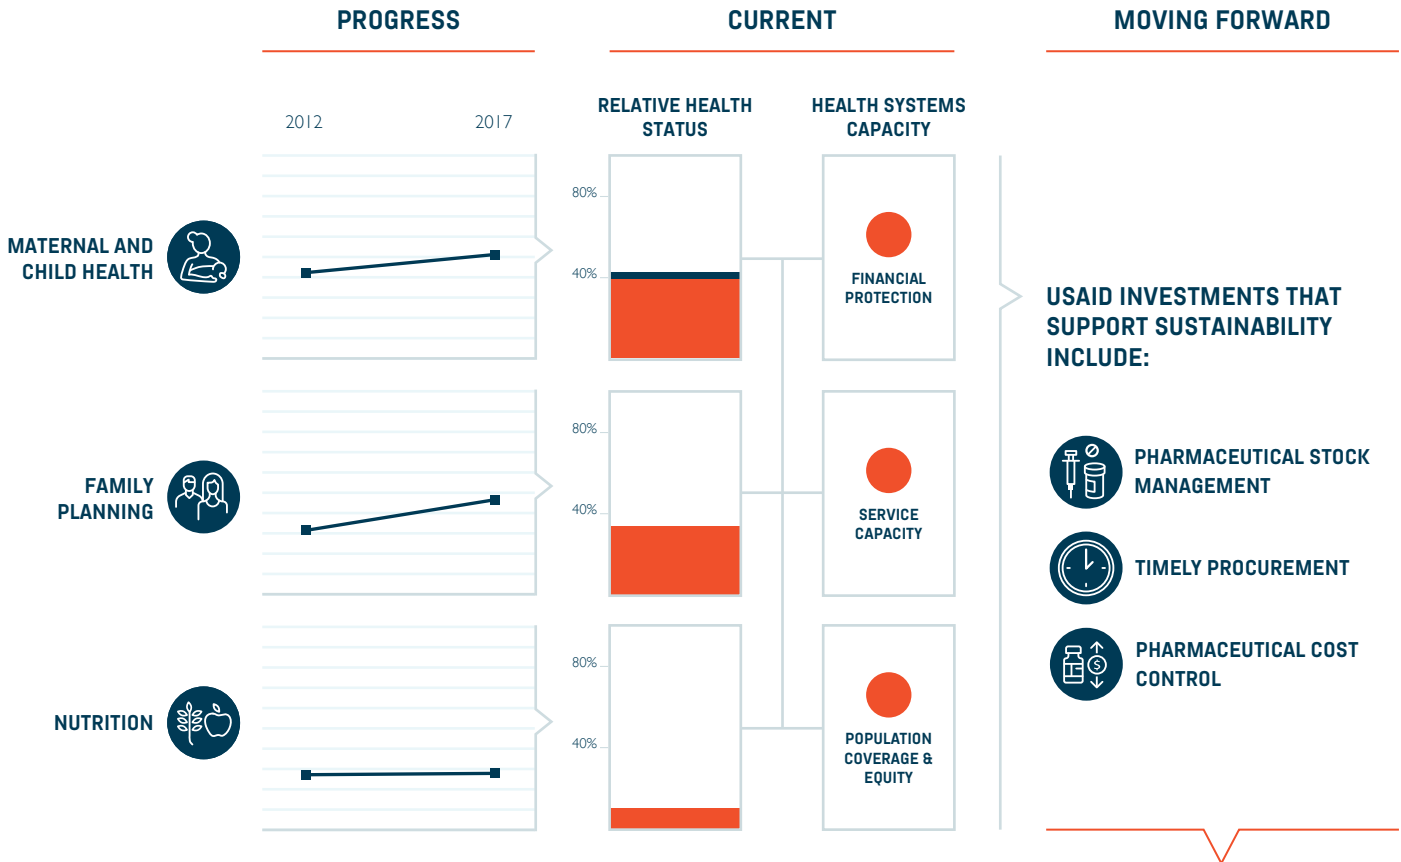 PROGRESS
CURRENT
MOVING FORWARD
2012
2017
RELATIVE HEALTH
STATUS
HEALTH SYSTEMS
CAPACITY
MATERNAL AND
CHILD HEALTH
80%
40%
FINANCIAL
PROTECTION
FAMILY
PLANNING
80%
40%
SERVICE
CAPACITY
NUTRITION
80%
40%
POPULATION
COVERAGE &
EQUITY
USAID INVESTMENTS THAT
SUPPORT SUSTAINABILITY
INCLUDE:
PHARMACEUTICAL STOCK
MANAGEMENT
TIMELY PROCUREMENT
$
PHARMACEUTICAL COST
CONTROL